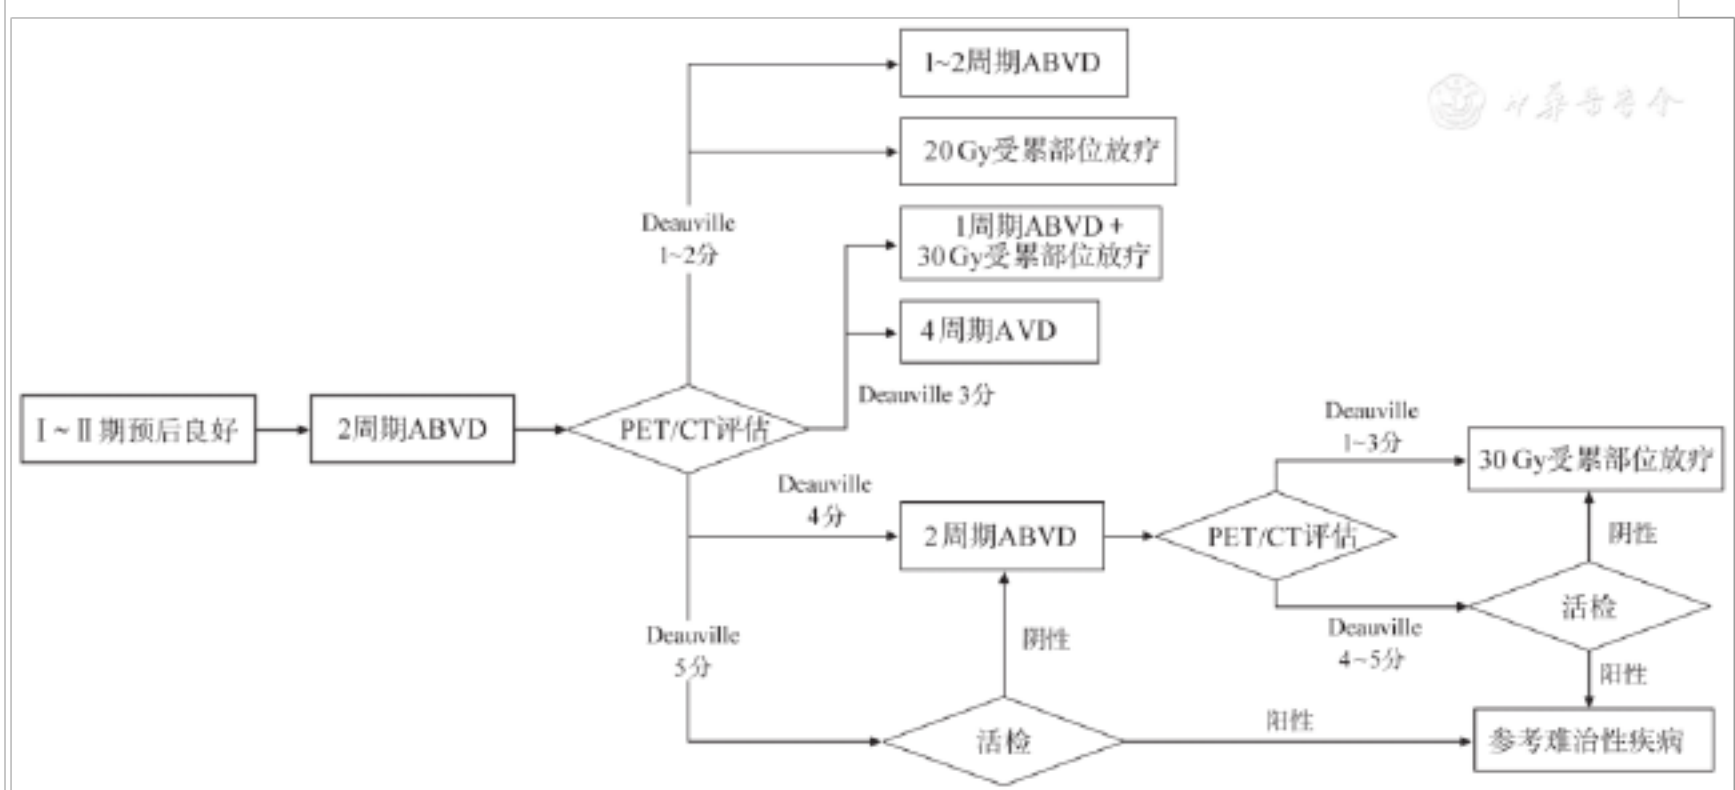 1~2周期ABVD
中华医学会
20 Gy受累部位放疗
Deauville
1~2分
1周期ABVD +
30 Gy受累部位放疗
4周期AVD
Deauville 3分
Ⅰ~Ⅱ期预后良好
2周期ABVD
PET/CT评估
Deauville
1~3分
30 Gy受累部位放疗
Deauville
4分
2周期ABVD
PET/CT评估
阴性
活检
Deauville
4~5分
阳性
Deauville
5分
阴性
活检
阳性
参考难治性疾病